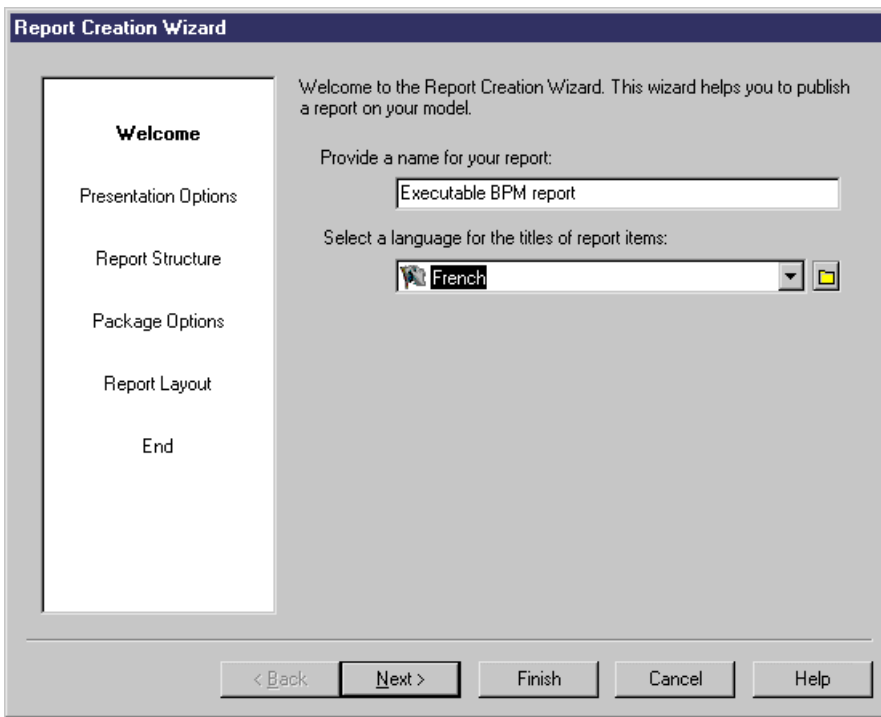 Report Creation Wizard
Welcome to the Report Creation Wizard. This wizard helps you to publish
a report on your model.
Welcome
Provide a name for your report:
Presentation Options
Executable BPM report
Select a language for the titles of report items:
Report Structure
French
Package Options
Report Layout
End
< Back
Next >
Finish
Cancel
Help